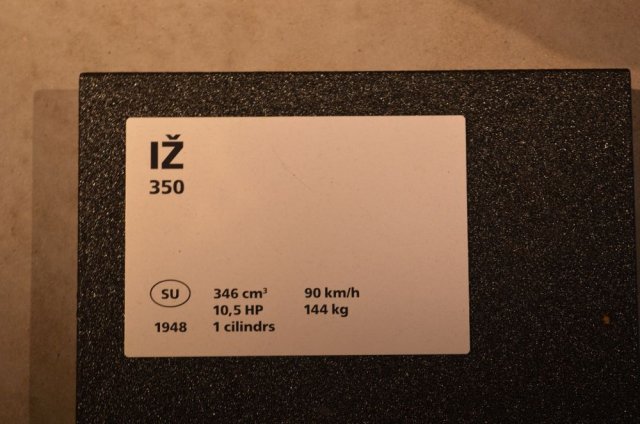 IŽ
350
SU 346 cm³ 90 km/h
10,5 HP 144 kg
1948 1 cilindrs